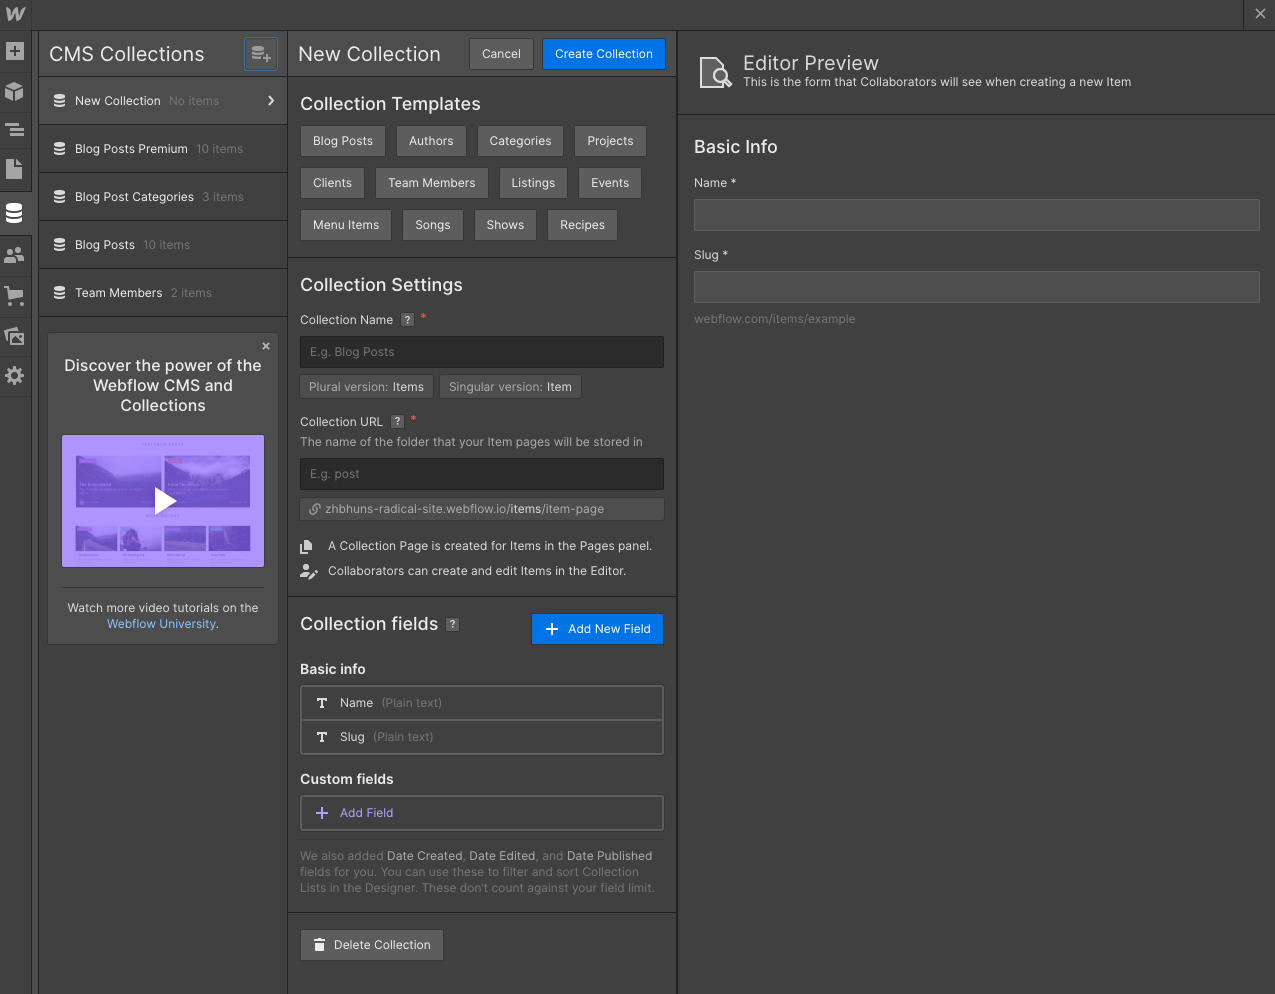 CMS Collections
New Collection No items
Blog Posts Premium 10 items
Blog Post Categories 3 items
Blog Posts 10 items
Team Members 2 items
Discover the power of the
Webflow CMS and
Collections
Watch more video tutorials on the
Webflow University.
New Collection
Cancel
Create Collection
Collection Templates
Blog Posts
Authors
Categories
Projects
Clients
Team Members
Listings
Events
Menu Items
Songs
Shows
Recipes
Collection Settings
Collection Name ? *
E.g. Blog Posts
Plural version: Items
Singular version: Item
Collection URL ? *
The name of the folder that your Item pages will be stored in
E.g. post
zhbhuns-radical-site.webflow.io/items/item-page
A Collection Page is created for Items in the Pages panel.
Collaborators can create and edit Items in the Editor.
Collection fields ?
Add New Field
Basic info
Name (Plain text)
Slug (Plain text)
Custom fields
Add Field
We also added Date Created, Date Edited, and Date Published
fields for you. You can use these to filter and sort Collection
Lists in the Designer. These don't count against your field limit.
Delete Collection
Editor Preview
This is the form that Collaborators will see when creating a new Item
Basic Info
Name *
Slug *
webflow.com/items/example